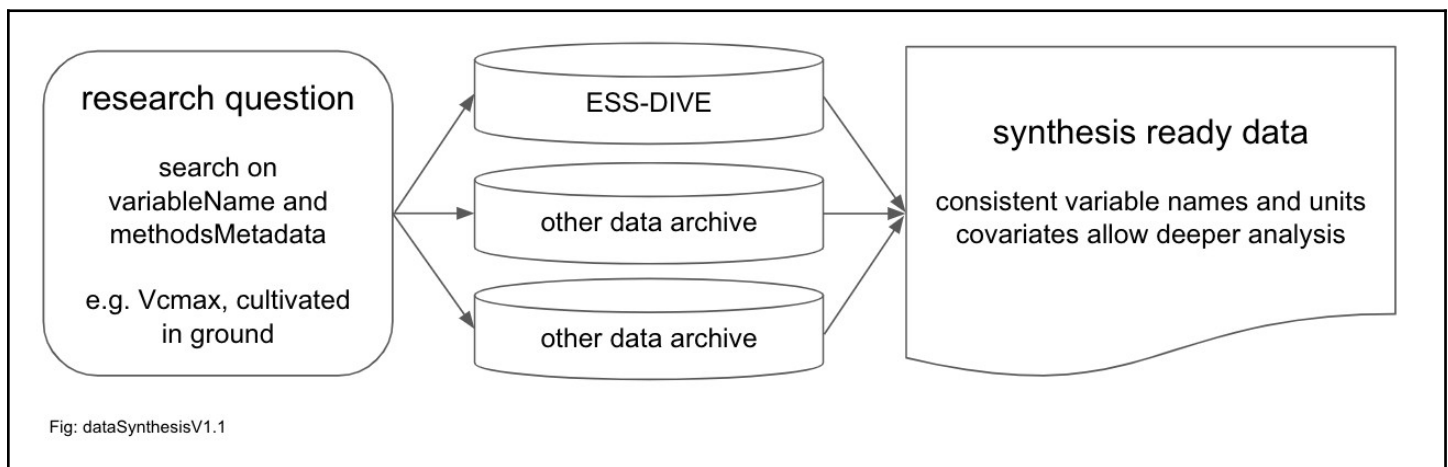 research question
search on
variableName and
methodsMetadata
e.g. Vcmax, cultivated
in ground
ESS-DIVE
other data archive
other data archive
synthesis ready data
consistent variable names and units
covariates allow deeper analysis
Fig: dataSynthesisV1.1